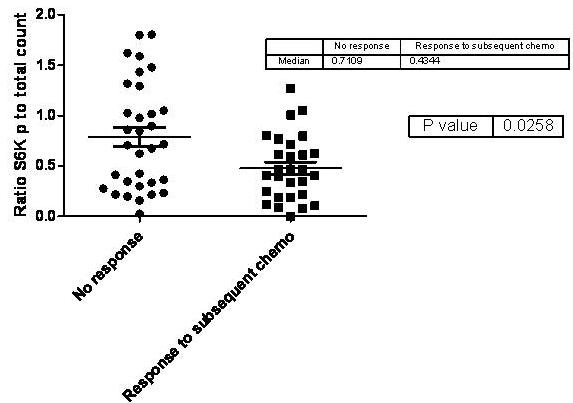 Ratio S6K p to total count
2.0
1.5
1.0
0.5
0.0
No response
Response to subsequent chemo
No response Response to subsequent chemo
Median 0.7109 0.4344
P value 0.0258